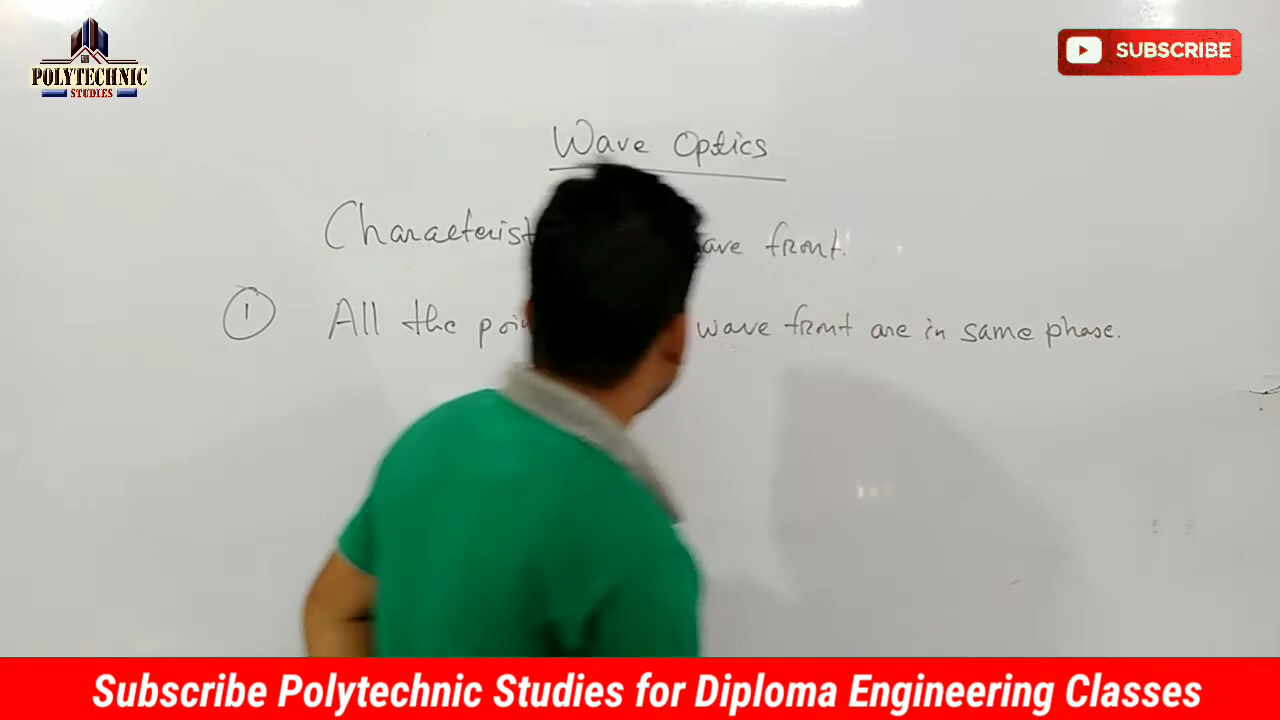 POLYTECHNIC
STUDIES
SUBSCRIBE
Wave Optics
Characterist ave front.
① All the poin wave front are in same phase.
Subscribe Polytechnic Studies for Diploma Engineering Classes